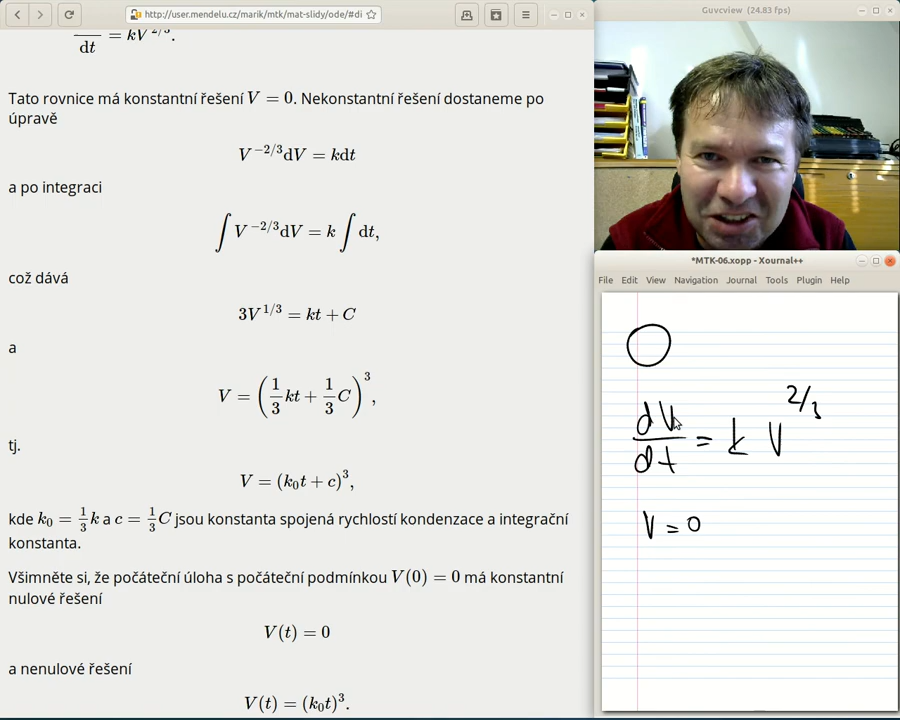 http://user.mendelu.cz/marik/mtk/mat-slidy/ode/#di
dt = kV^{2/3}.
Tato rovnice má konstantní řešení V = 0. Nekonstantní řešení dostaneme po
úpravě
V^{−2/3}dV = kdt
a po integraci
∫ V^{−2/3}dV = k ∫ dt,
což dává
3V^{1/3} = kt + C
a
V = (1/3 kt + 1/3 C)^3,
tj.
V = (k₀t + c)^3,
kde k₀ = 1/3 k a c = 1/3 C jsou konstanta spojená rychlostí kondenzace a integrační
konstanta.
Všimněte si, že počáteční úloha s počáteční podmínkou V(0) = 0 má konstantní
nulové řešení
V(t) = 0
a nenulové řešení
V(t) = (k₀t)^3.
Guvcview (24.83 fps)
*MTK-06.xopp - Xournal++
File Edit View Navigation Journal Tools Plugin Help
dV/dt = k V^{2/3}
V = 0